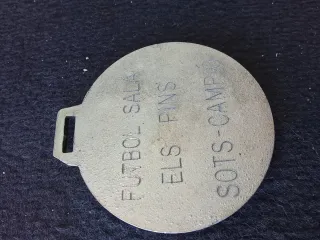 FUTBOL SALA
ELS PINS
SOTS-CAMP.